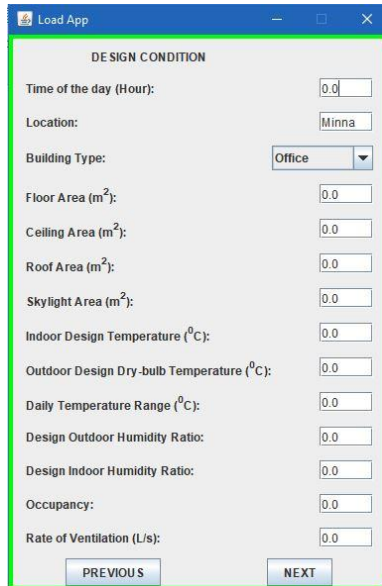 Load App
DESIGN CONDITION
Time of the day (Hour): 0.0
Location: Minna
Building Type: Office
Floor Area (m²): 0.0
Ceiling Area (m²): 0.0
Roof Area (m²): 0.0
Skylight Area (m²): 0.0
Indoor Design Temperature (⁰C): 0.0
Outdoor Design Dry-bulb Temperature (⁰C): 0.0
Daily Temperature Range (⁰C): 0.0
Design Outdoor Humidity Ratio: 0.0
Design Indoor Humidity Ratio: 0.0
Occupancy: 0.0
Rate of Ventilation (L/s): 0.0
PREVIOUS NEXT